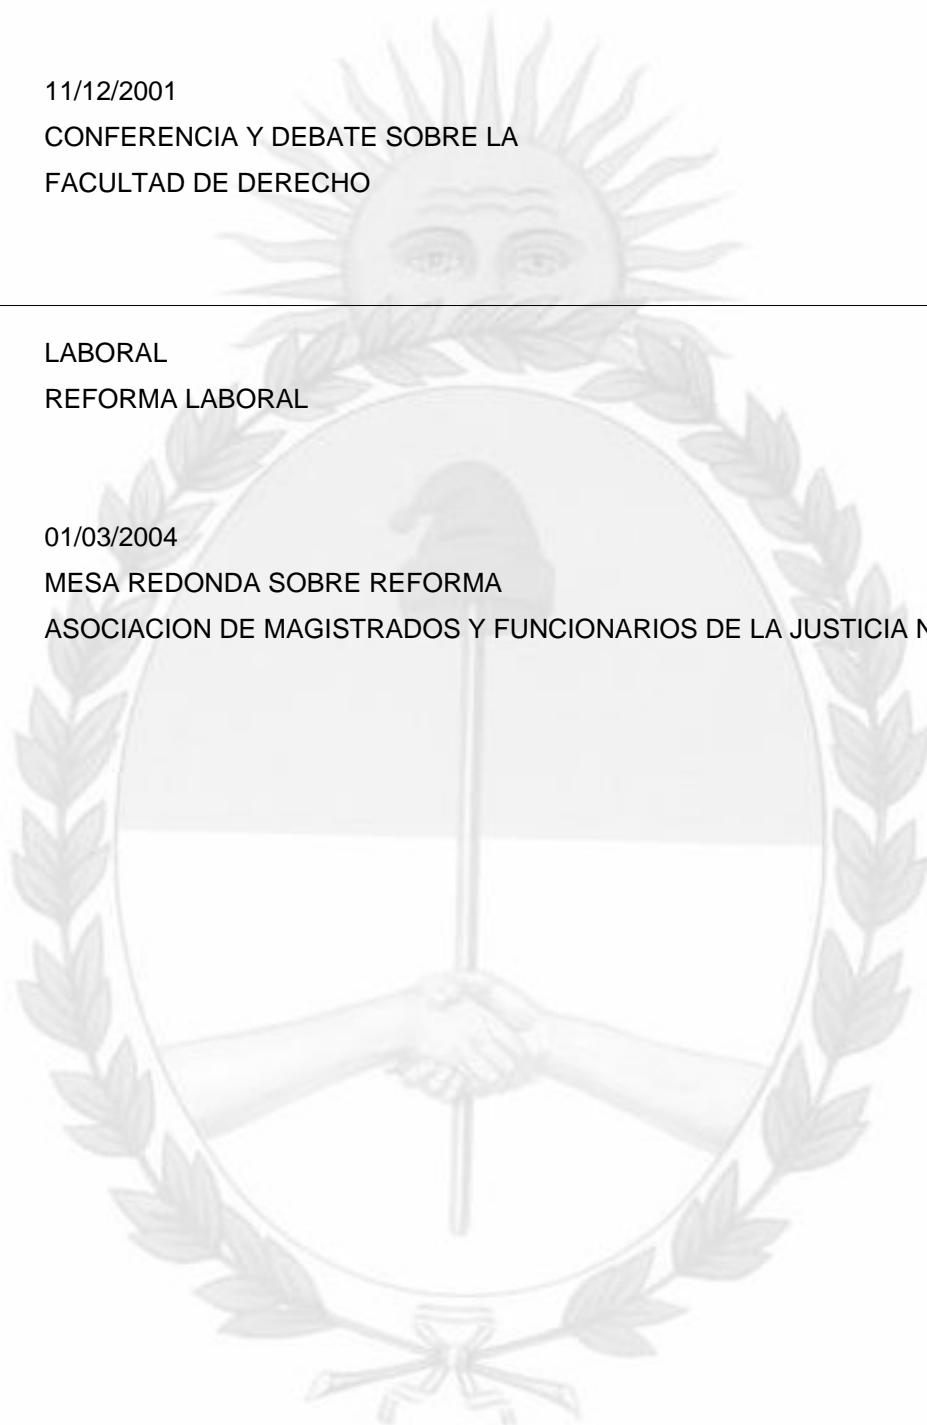 11/12/2001
CONFERENCIA Y DEBATE SOBRE LA
FACULTAD DE DERECHO
LABORAL
REFORMA LABORAL
01/03/2004
MESA REDONDA SOBRE REFORMA
ASOCIACION DE MAGISTRADOS Y FUNCIONARIOS DE LA JUSTICIA N